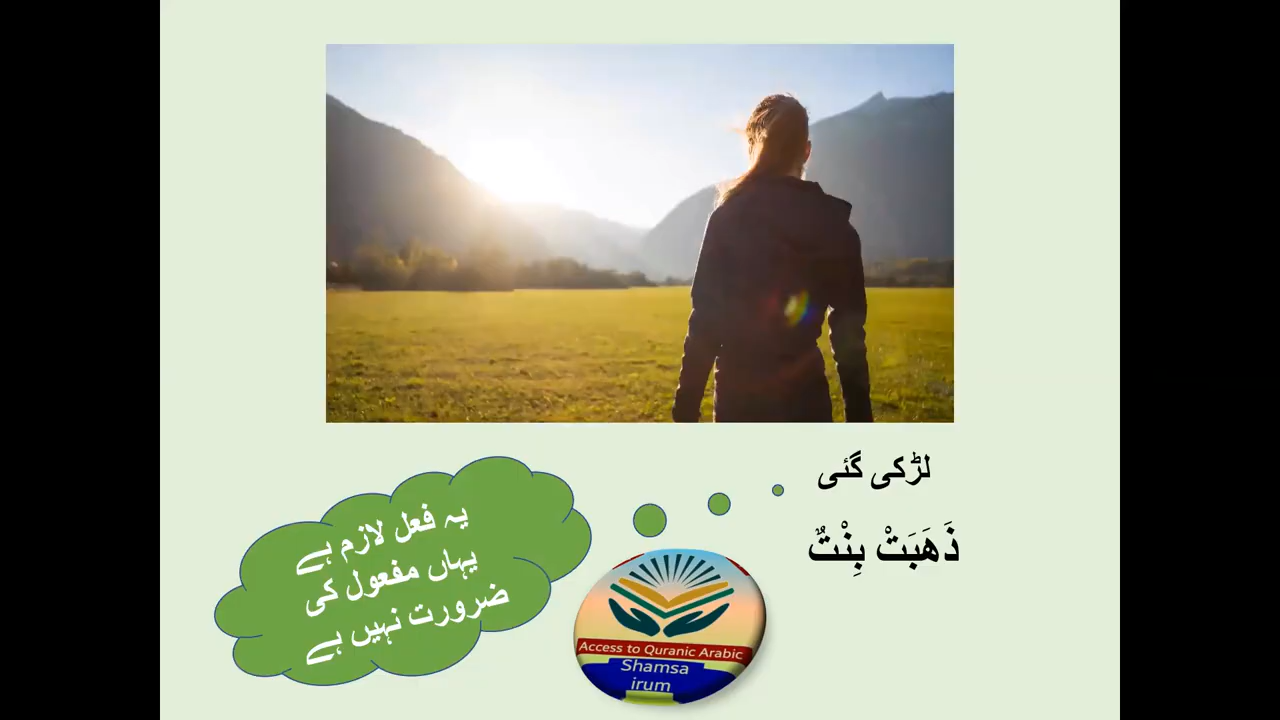 لڑکی گئی
ذَهَبَتْ بِنْتٌ
یہ فعل لازم ہے
یہاں مفعول کی
ضرورت نہیں ہے
Access to Quranic Arabic
Shamsa
irum